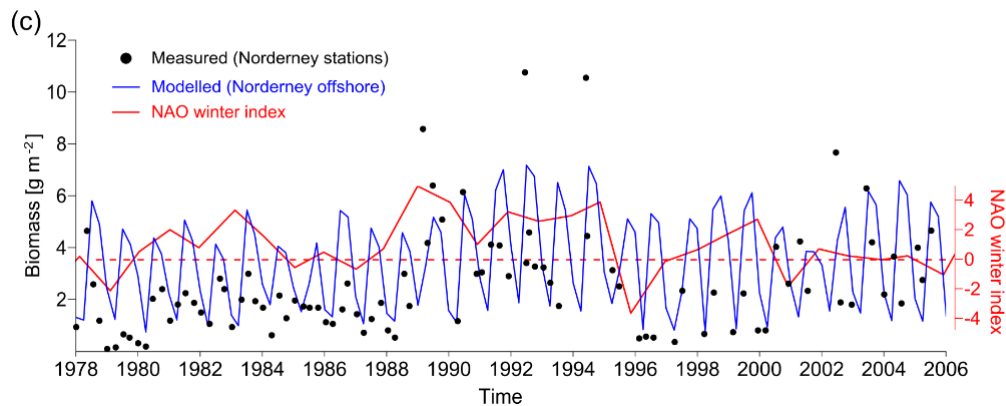 (c)
12
10
8
6
4
2
Biomass [g m⁻²]
Measured (Norderney stations)
Modelled (Norderney offshore)
NAO winter index
4
2
0
-2
-4
NAO winter index
1978 1980 1982 1984 1986 1988 1990 1992 1994 1996 1998 2000 2002 2004 2006
Time